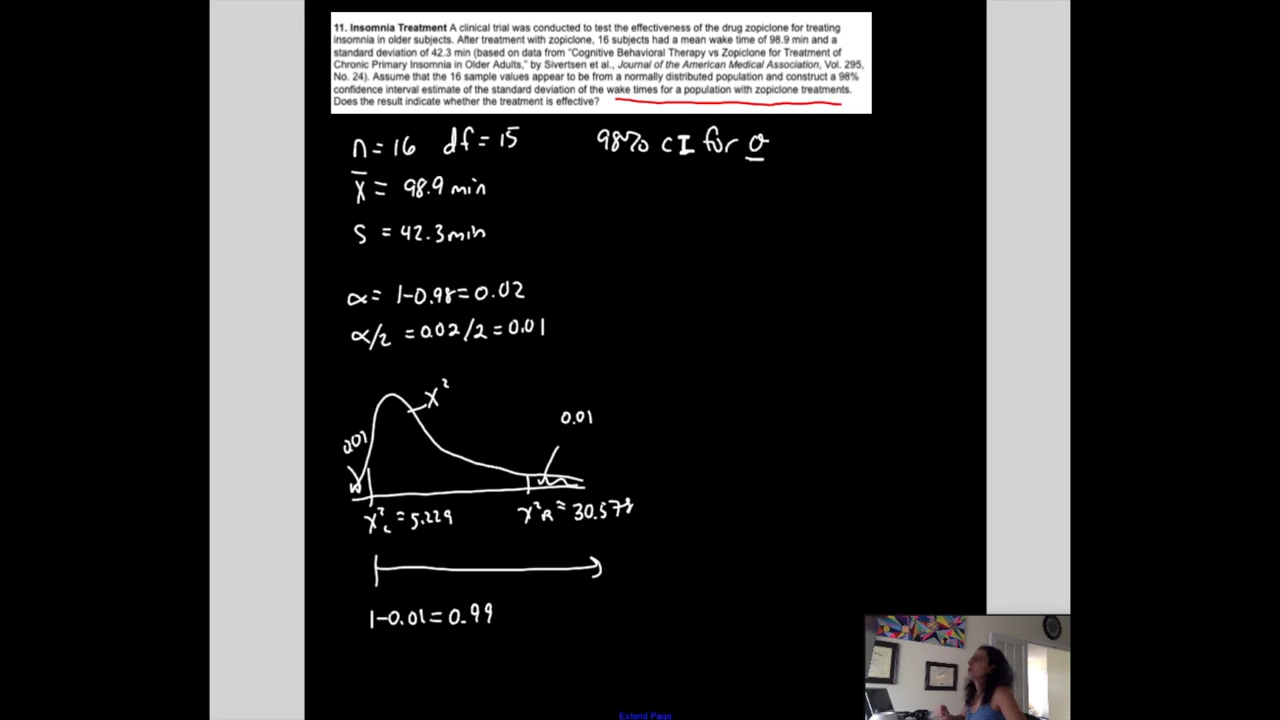 11. Insomnia Treatment A clinical trial was conducted to test the effectiveness of the drug zopiclone for treating
insomnia in older subjects. After treatment with zopiclone, 16 subjects had a mean wake time of 98.9 min and a
standard deviation of 42.3 min (based on data from "Cognitive Behavioral Therapy vs Zopiclone for Treatment of
Chronic Primary Insomnia in Older Adults," by Sivertsen et al., Journal of the American Medical Association, Vol. 295,
No. 24). Assume that the 16 sample values appear to be from a normally distributed population and construct a 98%
confidence interval estimate of the standard deviation of the wake times for a population with zopiclone treatments.
Does the result indicate whether the treatment is effective?
n = 16 df = 15 98% CI for σ
x̄ = 98.9 min
S = 42.3 min
α = 1-0.98 = 0.02
α/2 = 0.02/2 = 0.01
X²
0.01
0.01
X²L = 5.229 X²R = 30.578
1-0.01 = 0.99
Extend Page